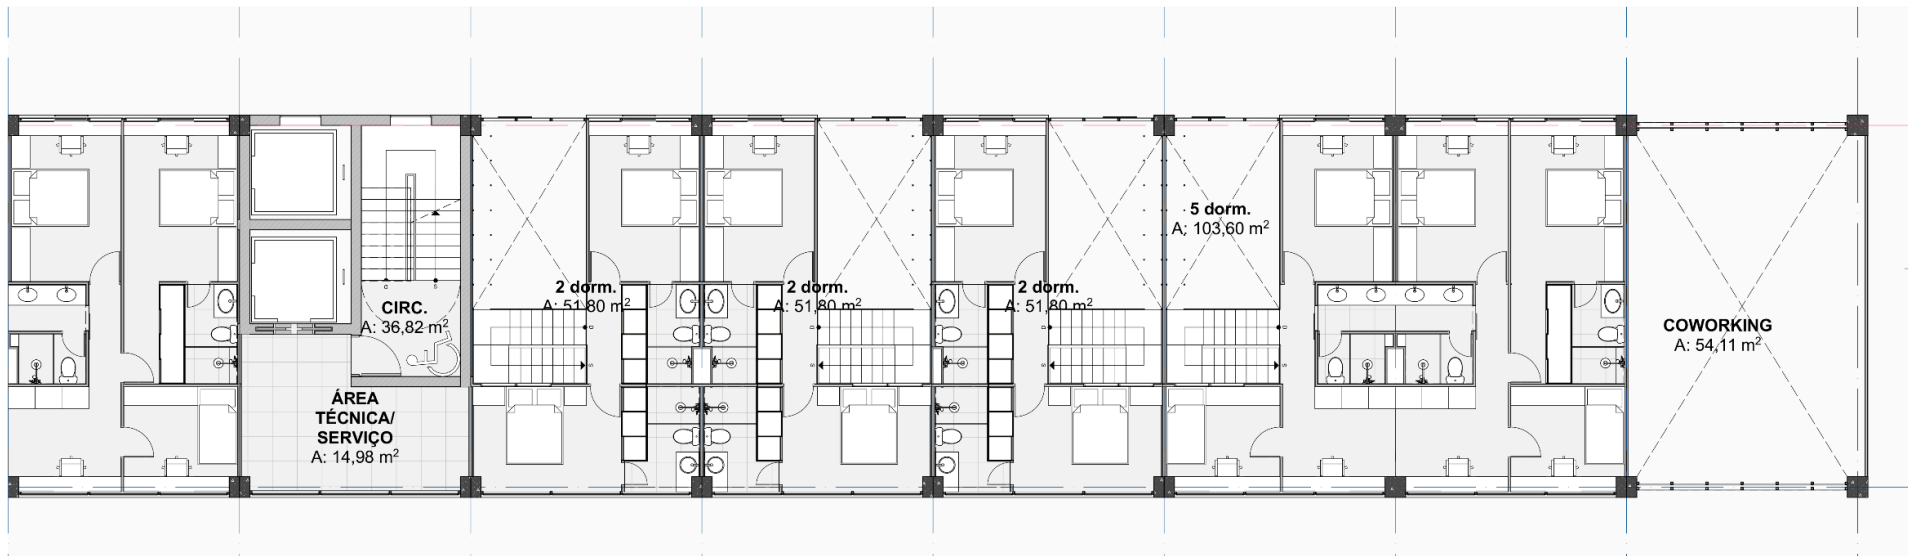 5 dorm.
A: 103,60 m²
2 dorm.
A: 51,80 m²
2 dorm.
A: 51,80 m²
2 dorm.
A: 51,80 m²
CIRC.
A: 36,82 m²
COWORKING
A: 54,11 m²
ÁREA
TÉCNICA/
SERVIÇO
A: 14,98 m²